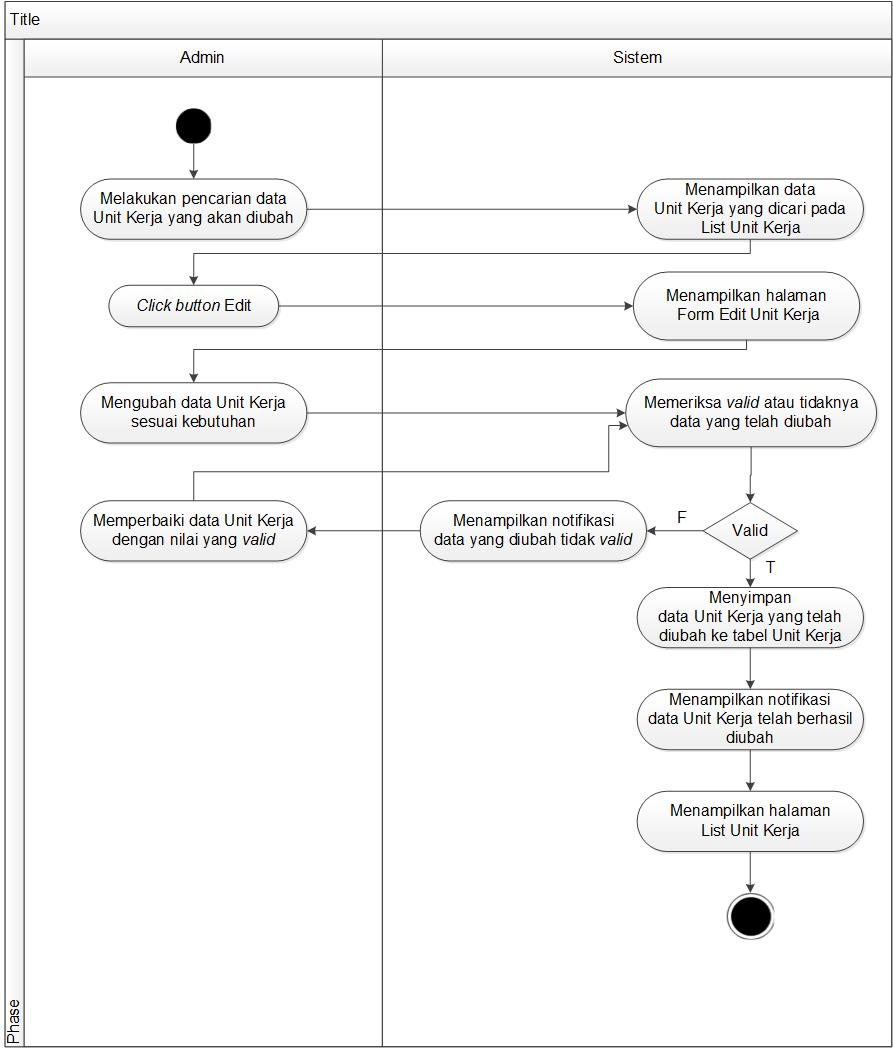 Title
Admin
Sistem
Melakukan pencarian data
Unit Kerja yang akan diubah
Menampilkan data
Unit Kerja yang dicari pada
List Unit Kerja
Click button Edit
Menampilkan halaman
Form Edit Unit Kerja
Mengubah data Unit Kerja
sesuai kebutuhan
Memeriksa valid atau tidaknya
data yang telah diubah
Memperbaiki data Unit Kerja
dengan nilai yang valid
Menampilkan notifikasi
data yang diubah tidak valid
F
Valid
T
Menyimpan
data Unit Kerja yang telah
diubah ke tabel Unit Kerja
Menampilkan notifikasi
data Unit Kerja telah berhasil
diubah
Menampilkan halaman
List Unit Kerja
Phase